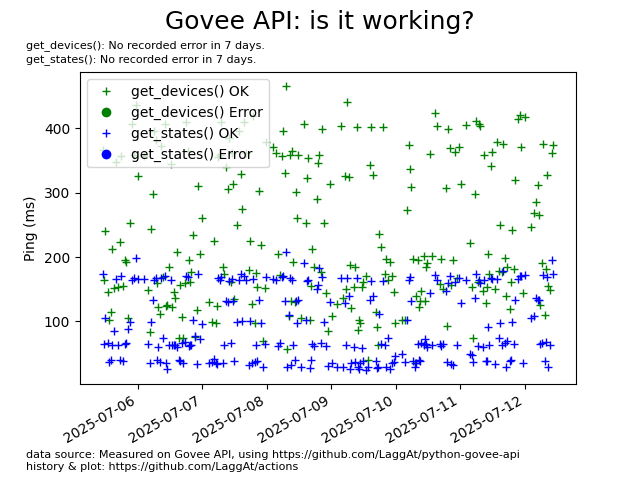 Govee API: is it working?
get_devices(): No recorded error in 7 days.
get_states(): No recorded error in 7 days.
get_devices() OK
get_devices() Error
get_states() OK
get_states() Error
Ping (ms)
400
300
200
100
2025-07-06
2025-07-07
2025-07-08
2025-07-09
2025-07-10
2025-07-11
2025-07-12
data source: Measured on Govee API, using https://github.com/LaggAt/python-govee-api
history & plot: https://github.com/LaggAt/actions